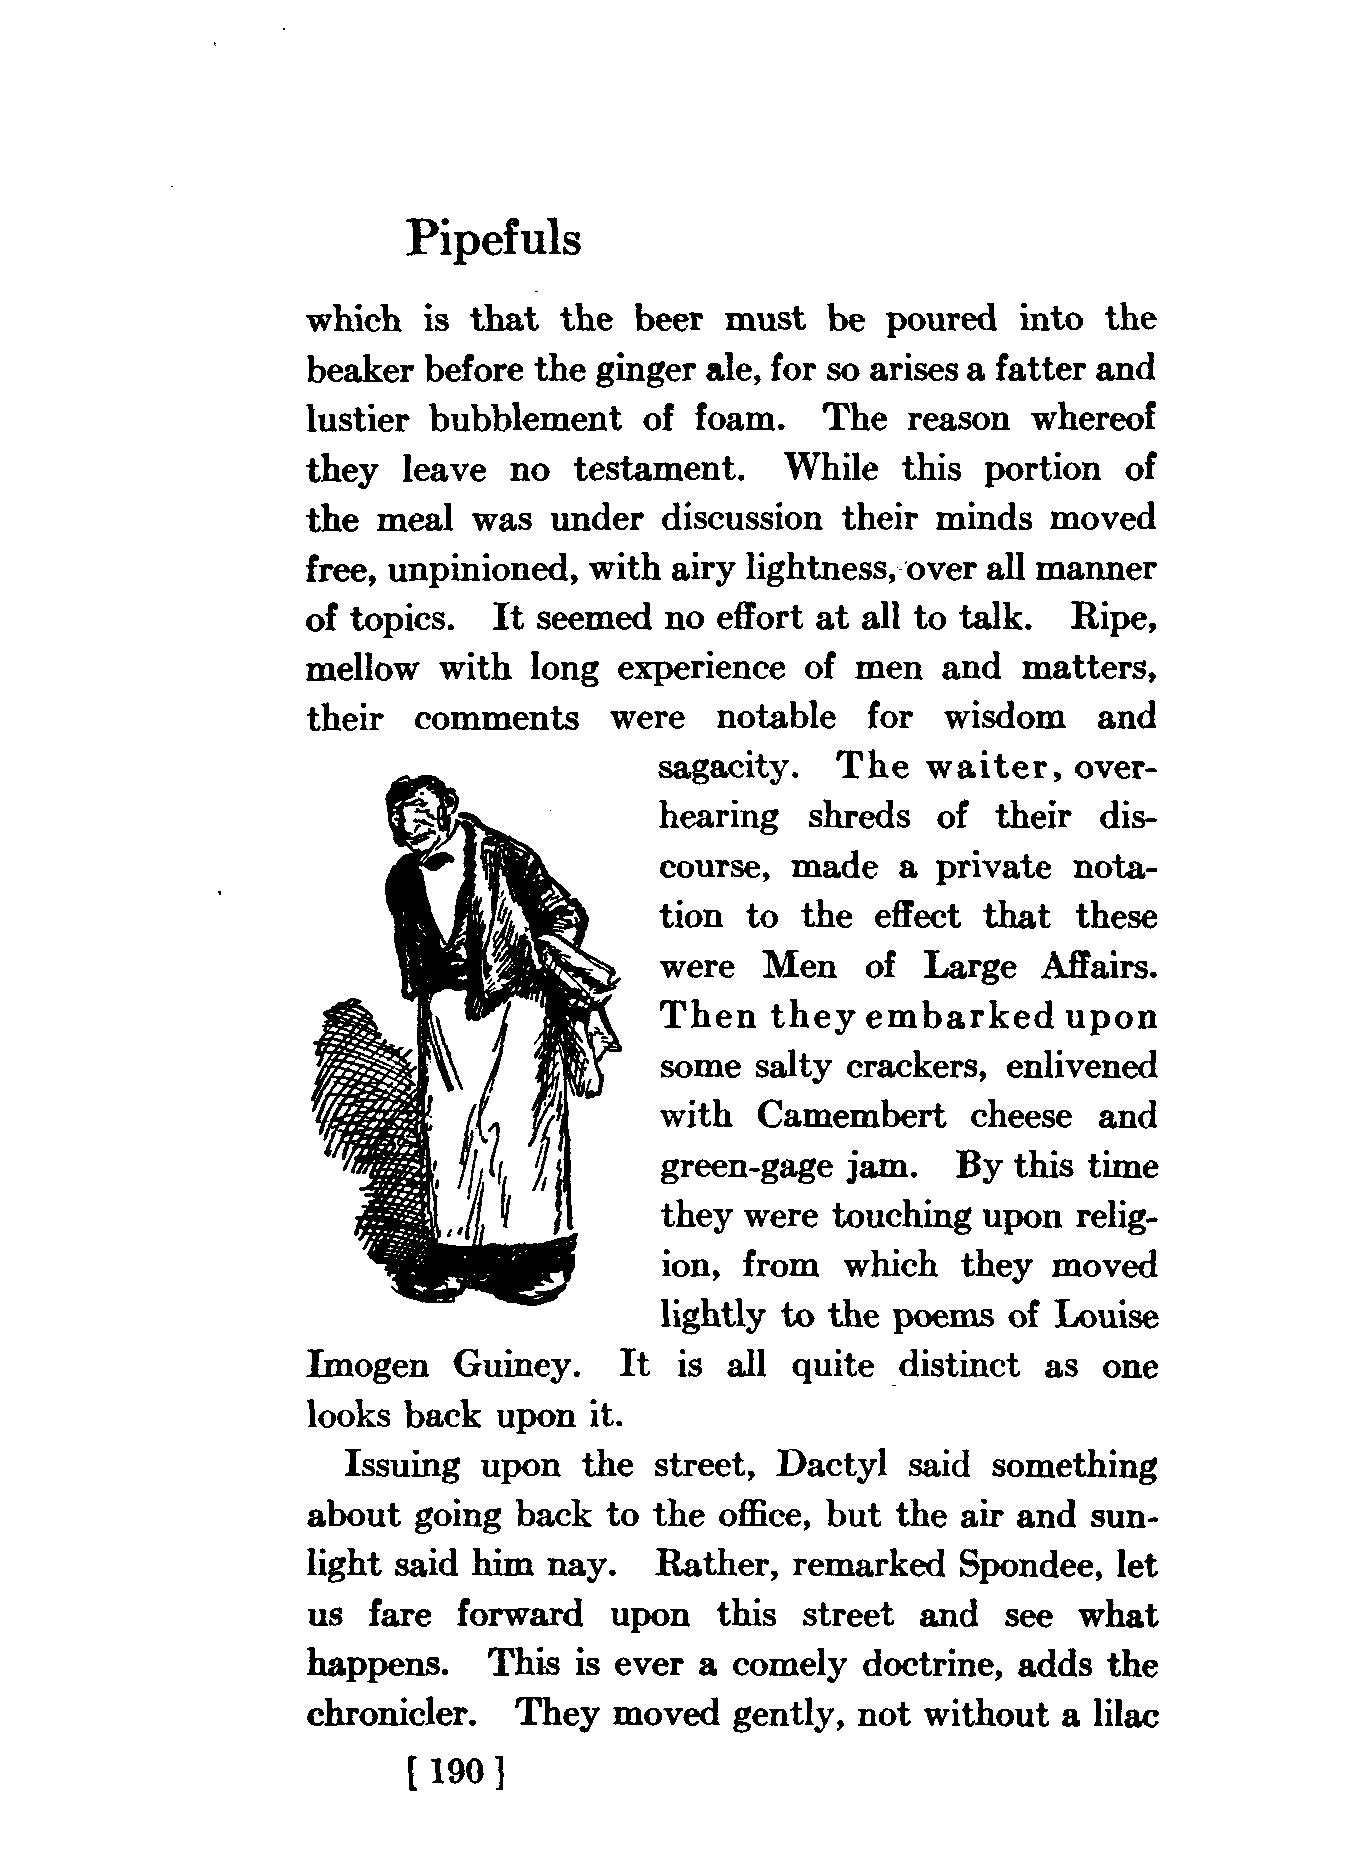 Pipefuls
which is that the beer must be poured into the
beaker before the ginger ale, for so arises a fatter and
lustier bubblement of foam. The reason whereof
they leave no testament. While this portion of
the meal was under discussion their minds moved
free, unpinioned, with airy lightness, over all manner
of topics. It seemed no effort at all to talk. Ripe,
mellow with long experience of men and matters,
their comments were notable for wisdom and
sagacity. The waiter, over-
hearing shreds of their dis-
course, made a private nota-
tion to the effect that these
were Men of Large Affairs.
Then they embarked upon
some salty crackers, enlivened
with Camembert cheese and
green-gage jam. By this time
they were touching upon relig-
ion, from which they moved
lightly to the poems of Louise
Imogen Guiney. It is all quite distinct as one
looks back upon it.
Issuing upon the street, Dactyl said something
about going back to the office, but the air and sun-
light said him nay. Rather, remarked Spondee, let
us fare forward upon this street and see what
happens. This is ever a comely doctrine, adds the
chronicler. They moved gently, not without a lilac
[ 190 ]